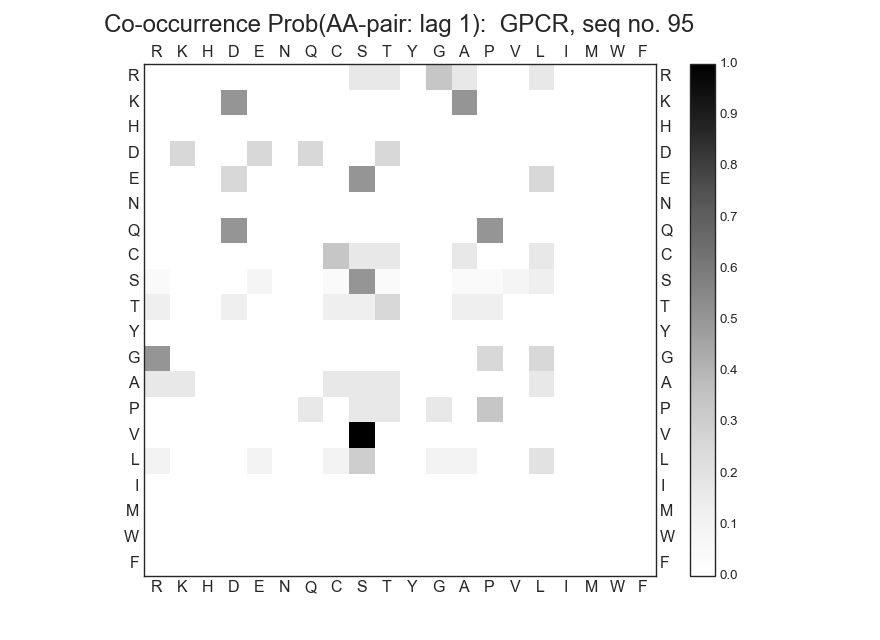 Co-occurrence Prob(AA-pair: lag 1):  GPCR, seq no. 95
R K H D E N Q C S T Y G A P V L I M W F
R R 1.0
K K 0.9
H H
D D 0.8
E E
N N 0.7
Q Q
C C 0.6
S S
T T 0.5
Y Y
G G 0.4
A A
P P 0.3
V V
L L 0.2
I I
M M 0.1
W W
F F 0.0
R K H D E N Q C S T Y G A P V L I M W F